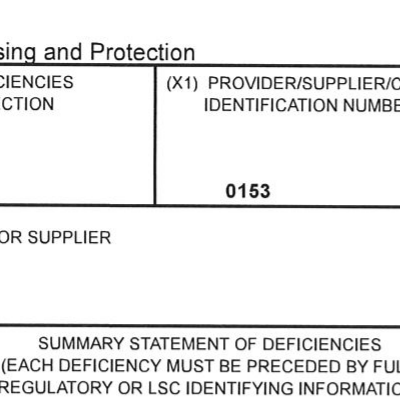 sing and Protection
CIENCIES
ECTION
(X1) PROVIDER/SUPPLIER/C
IDENTIFICATION NUMBE
0153
OR SUPPLIER
SUMMARY STATEMENT OF DEFICIENCIES
(EACH DEFICIENCY MUST BE PRECEDED BY FUL
REGULATORY OR LSC IDENTIFYING INFORMATIO